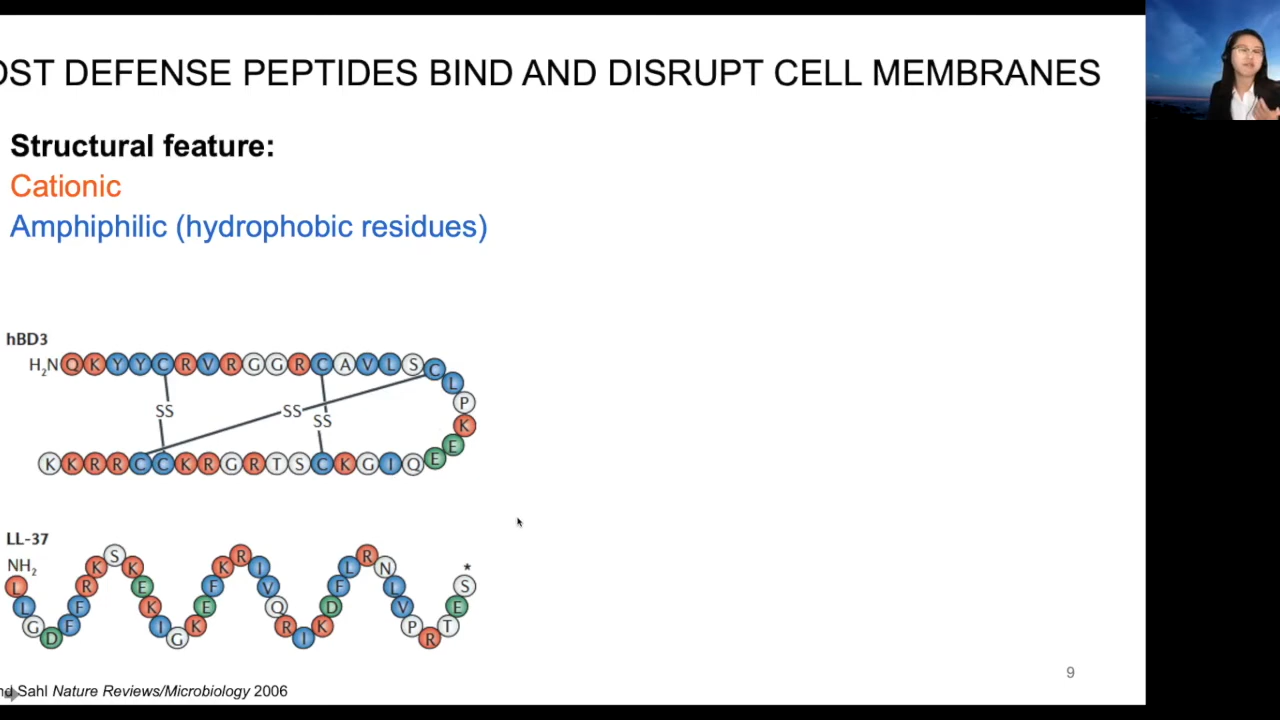 OST DEFENSE PEPTIDES BIND AND DISRUPT CELL MEMBRANES
Structural feature:
Cationic
Amphiphilic (hydrophobic residues)
hBD3
H₂N Q K Y Y C R V R G G R C A V L S C L P K E E
SS SS SS
K K R R C C K R G R T S C K G I Q
LL-37
NH₂
L L G D F F R K S K E K I G K E F K R I V Q R I K D F L R N L V P R T E S *
nd Sahl Nature Reviews/Microbiology 2006
9